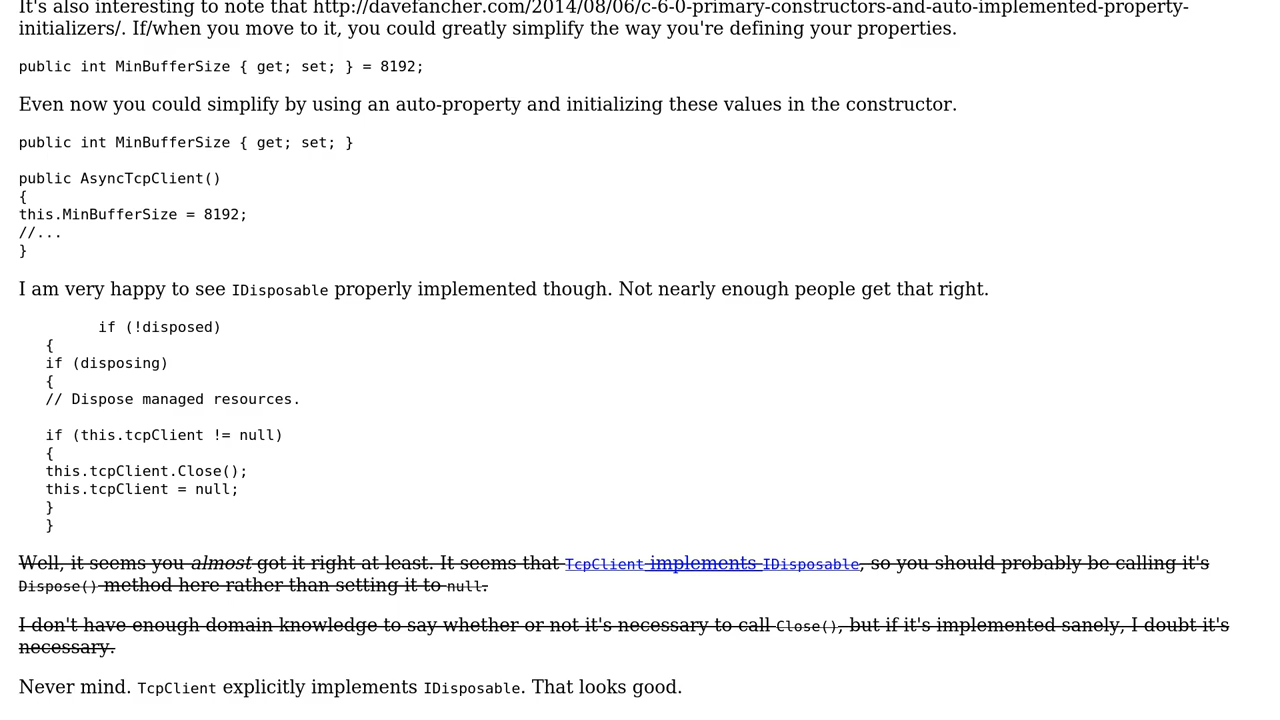 It's also interesting to note that http://davefancher.com/2014/08/06/c-6-0-primary-constructors-and-auto-implemented-property-
initializers/. If/when you move to it, you could greatly simplify the way you're defining your properties.
public int MinBufferSize { get; set; } = 8192;
Even now you could simplify by using an auto-property and initializing these values in the constructor.
public int MinBufferSize { get; set; }
public AsyncTcpClient()
{
this.MinBufferSize = 8192;
//...
}
I am very happy to see IDisposable properly implemented though. Not nearly enough people get that right.
if (!disposed)
{
if (disposing)
{
// Dispose managed resources.
if (this.tcpClient != null)
{
this.tcpClient.Close();
this.tcpClient = null;
}
}
Well, it seems you almost got it right at least. It seems that TcpClient implements IDisposable, so you should probably be calling it's
Dispose() method here rather than setting it to null.
I don't have enough domain knowledge to say whether or not it's necessary to call Close(), but if it's implemented sanely, I doubt it's
necessary.
Never mind. TcpClient explicitly implements IDisposable. That looks good.